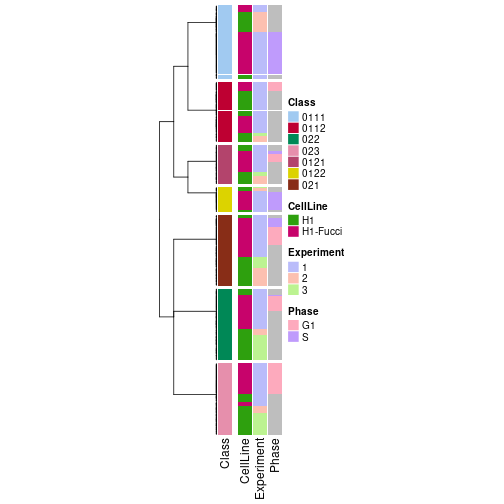 Class
0111
0112
022
023
0121
0122
021
CellLine
H1
H1-Fucci
Experiment
1
2
3
Phase
G1
S
Class
CellLine
Experiment
Phase